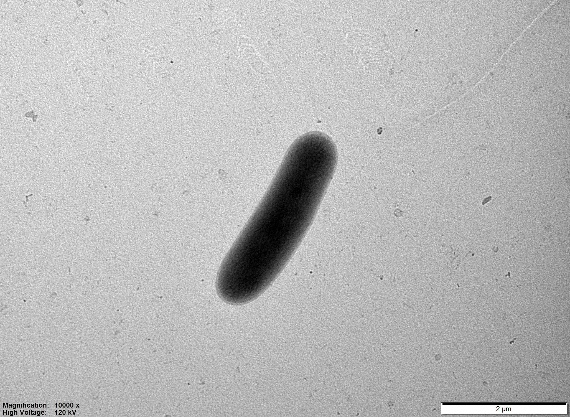 Magnification: 10000 x
High Voltage: 120 kV
2 µm